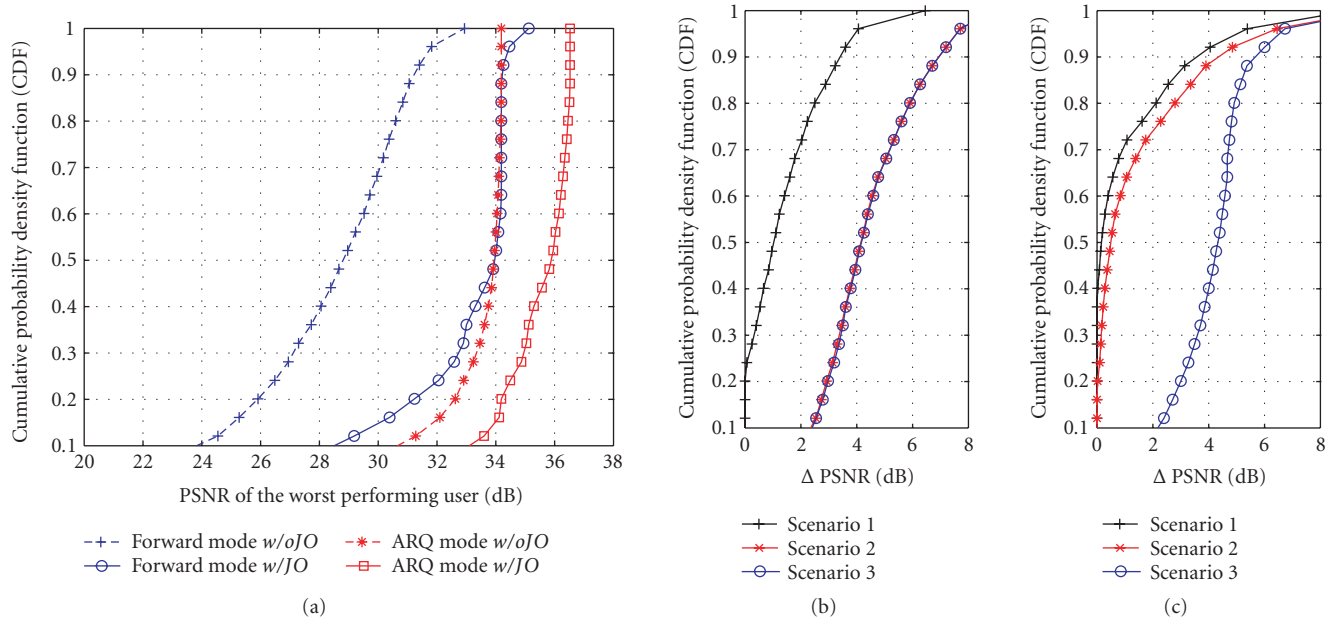 Cumulative probability density function (CDF)
1
0.9
0.8
0.7
0.6
0.5
0.4
0.3
0.2
0.1
20 22 24 26 28 30 32 34 36 38
PSNR of the worst performing user (dB)
Forward mode w/oJO
Forward mode w/JO
ARQ mode w/oJO
ARQ mode w/JO
(a)
Cumulative probability density function (CDF)
1
0.9
0.8
0.7
0.6
0.5
0.4
0.3
0.2
0.1
0 2 4 6 8
Δ PSNR (dB)
Scenario 1
Scenario 2
Scenario 3
(b)
Cumulative probability density function (CDF)
1
0.9
0.8
0.7
0.6
0.5
0.4
0.3
0.2
0.1
0 2 4 6 8
Δ PSNR (dB)
Scenario 1
Scenario 2
Scenario 3
(c)